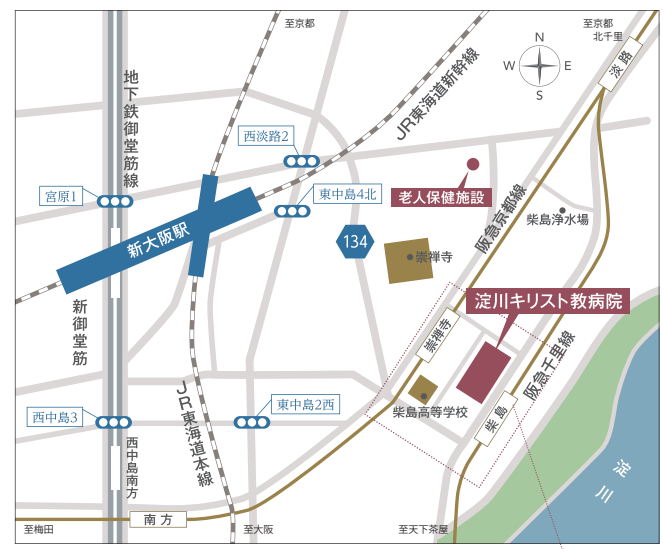 至京都
至京都
北千里
淡路
N
W
E
S
地下鉄御堂筋線
JR東海道新幹線
西淡路2
宮原1
東中島4北
老人保健施設
阪急京都線
柴島浄水場
新大阪駅
134
崇禅寺
淀川キリスト教病院
新御堂筋
崇禅寺
阪急千里線
JR東海道本線
西中島3
東中島2西
柴島高等学校
柴島
西中島南方
淀川
南方
至梅田
至大阪
至天下茶屋